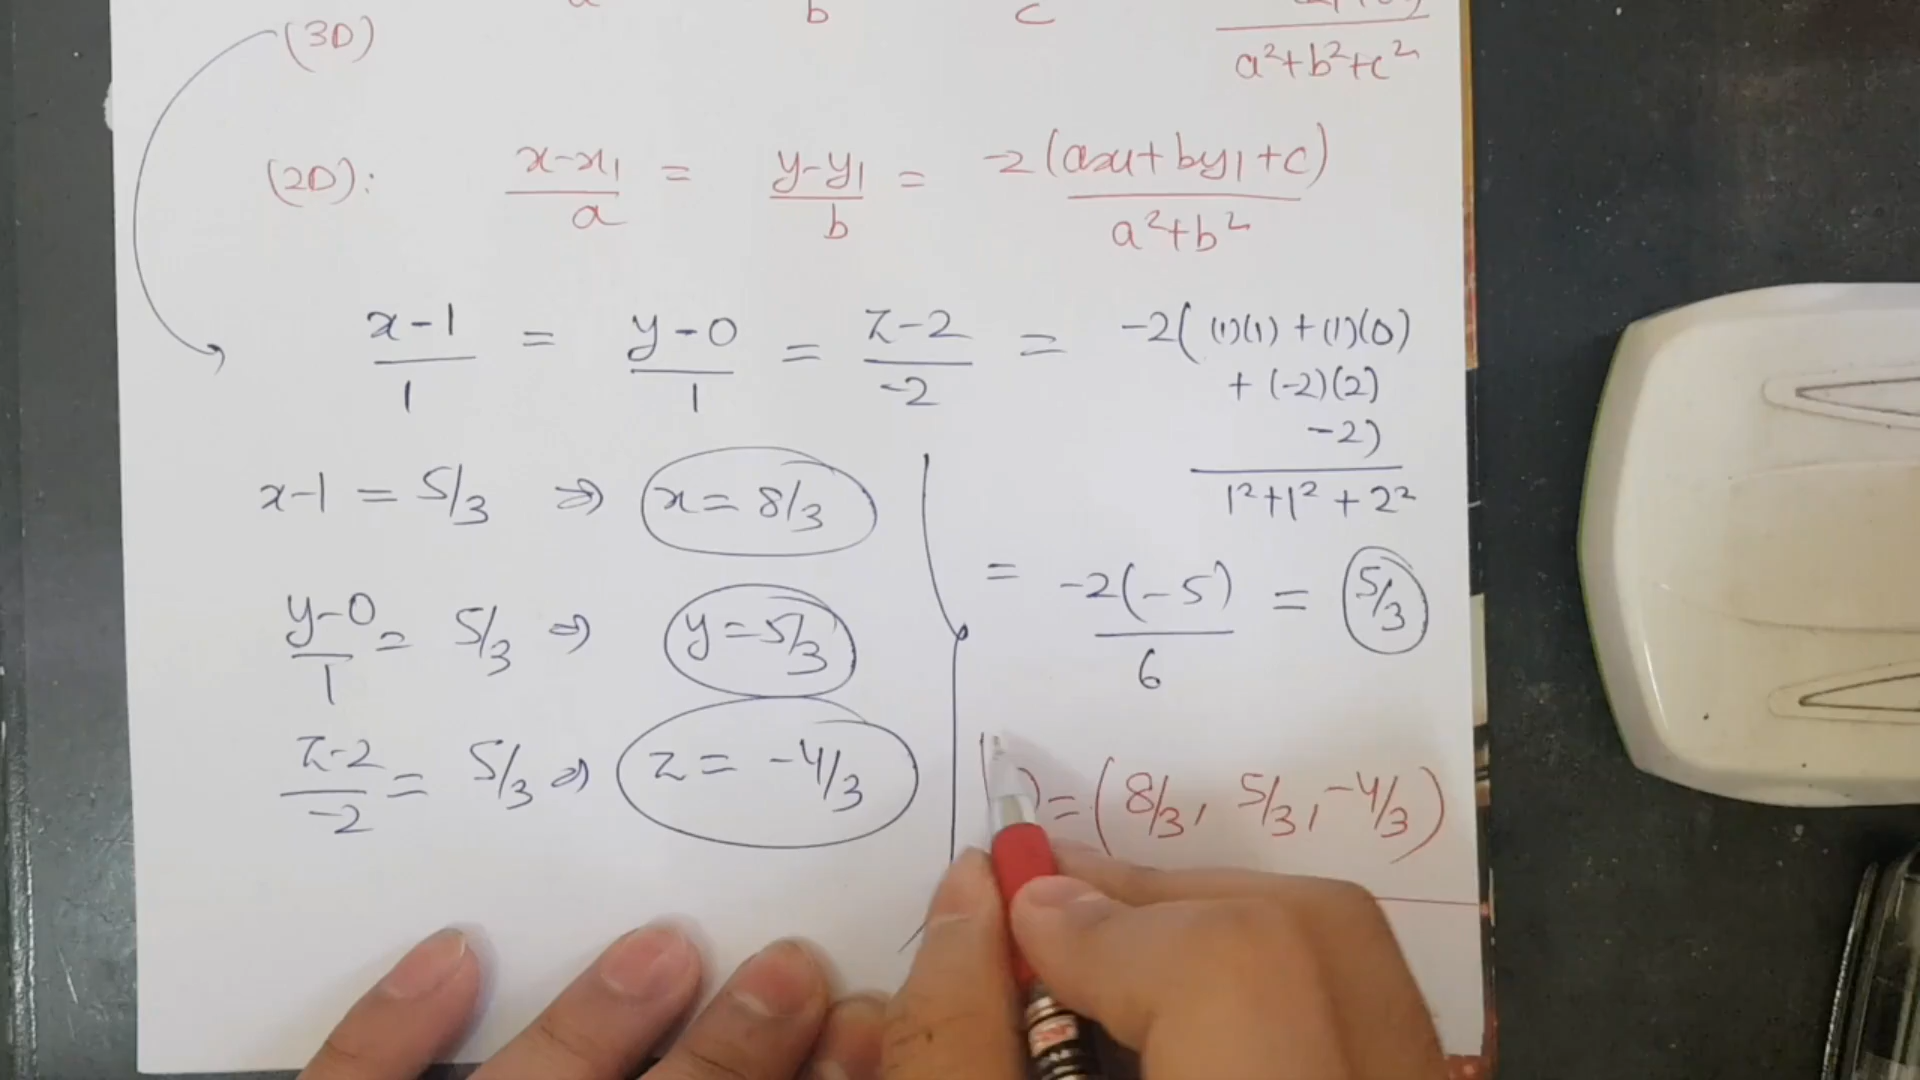 (3D) b c
a²+b²+c²
(2D): x-x₁/a = y-y₁/b = -2(ax₁+by₁+c)/a²+b²
x-1/1 = y-0/1 = z-2/-2 = -2((1)(1)+(1)(0)
+(-2)(2)
-2)
1²+1²+2²
x-1 = 5/3 ⇒ x = 8/3
y-0/1 = 5/3 ⇒ y = 5/3
z-2/-2 = 5/3 ⇒ z = -4/3
= -2(-5)/6 = 5/3
) = (8/3, 5/3, -4/3)